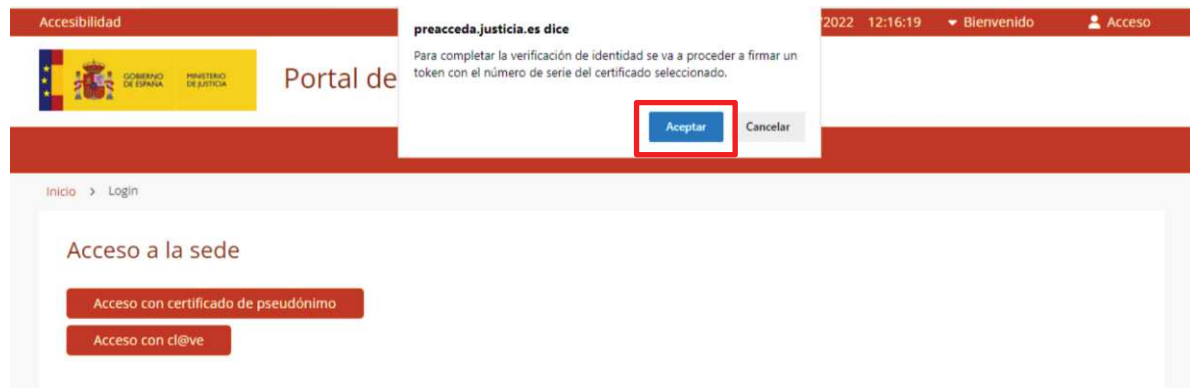 Accesibilidad
preacceda.justicia.es dice
/2022 12:16:19
Bienvenido
Acceso
Para completar la verificación de identidad se va a proceder a firmar un
token con el número de serie del certificado seleccionado.
GOBIERNO
DE ESPAÑA
MINISTERIO
DE JUSTICIA
Portal de
Aceptar
Cancelar
Inicio > Login
Acceso a la sede
Acceso con certificado de pseudónimo
Acceso con cl@ve